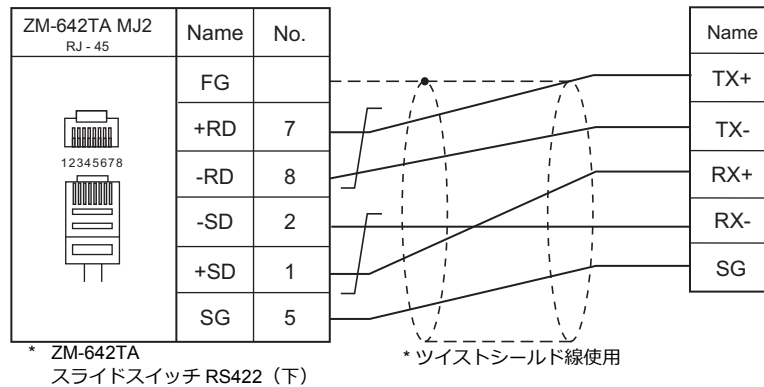 ZM-642TA MJ2 Name No. Name
RJ - 45
FG TX+
+RD 7 TX-
12345678
-RD 8 RX+
-SD 2 RX-
+SD 1 SG
SG 5
* ZM-642TA
スライドスイッチ RS422（下）
* ツイストシールド線使用